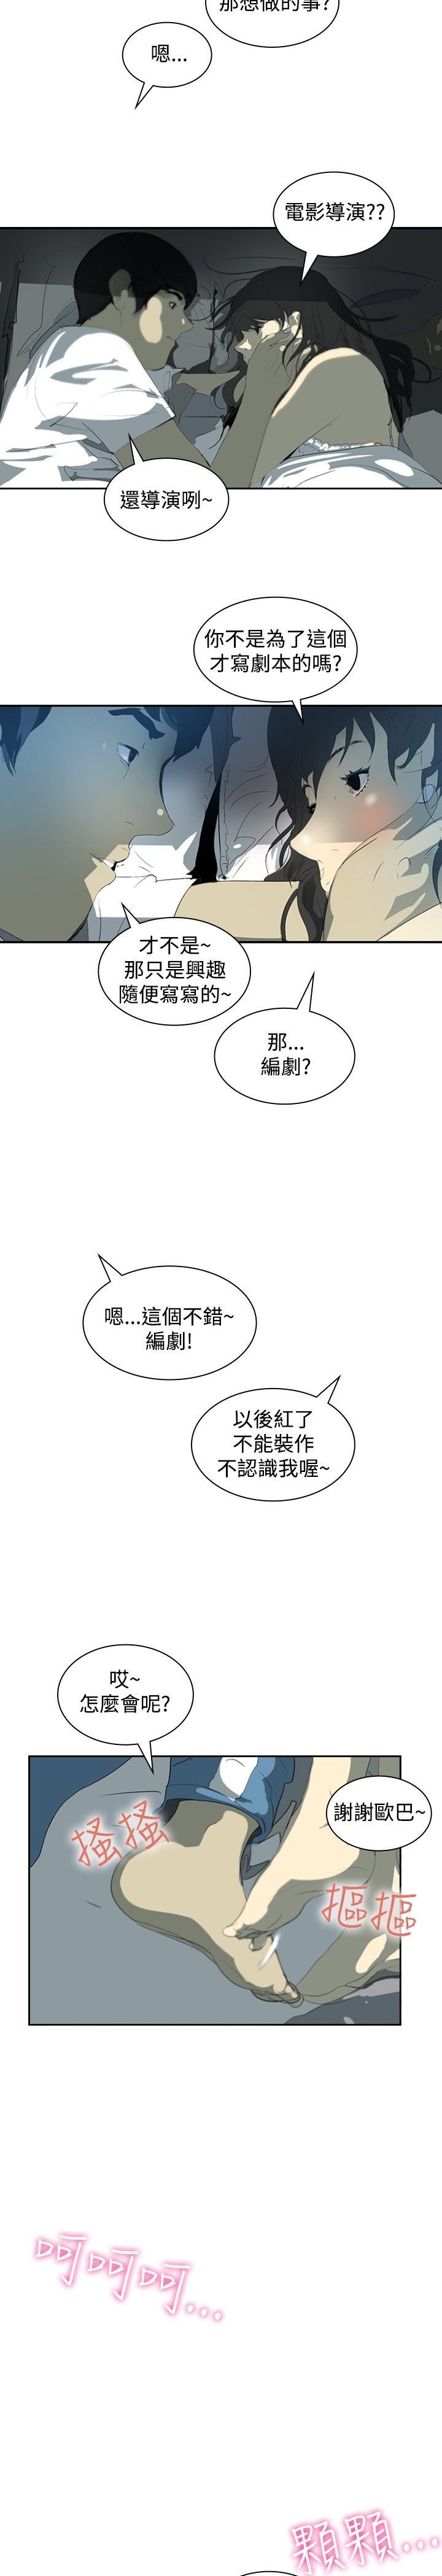 那想做的事?
嗯...
電影導演??
還導演咧~
你不是為了這個
才寫劇本的嗎?
才不是~
那只是興趣
隨便寫寫的~
那...
編劇?
嗯...這個不錯~
編劇!
以後紅了
不能裝作
不認識我喔~
哎~
怎麼會呢?
謝謝歐巴~
搔搔
摳摳
呵呵呵...
顆顆...